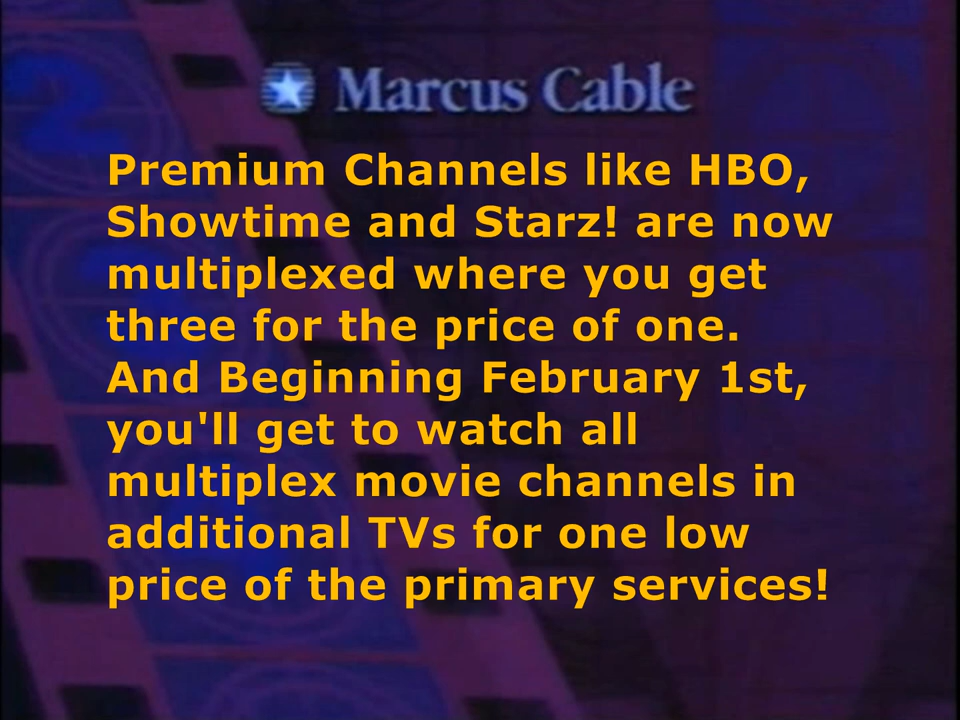 Marcus Cable
Premium Channels like HBO,
Showtime and Starz! are now
multiplexed where you get
three for the price of one.
And Beginning February 1st,
you'll get to watch all
multiplex movie channels in
additional TVs for one low
price of the primary services!